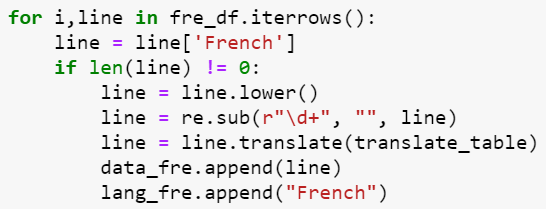 for i,line in fre_df.iterrows():
    line = line['French']
    if len(line) != 0:
        line = line.lower()
        line = re.sub(r"\d+", "", line)
        line = line.translate(translate_table)
        data_fre.append(line)
        lang_fre.append("French")